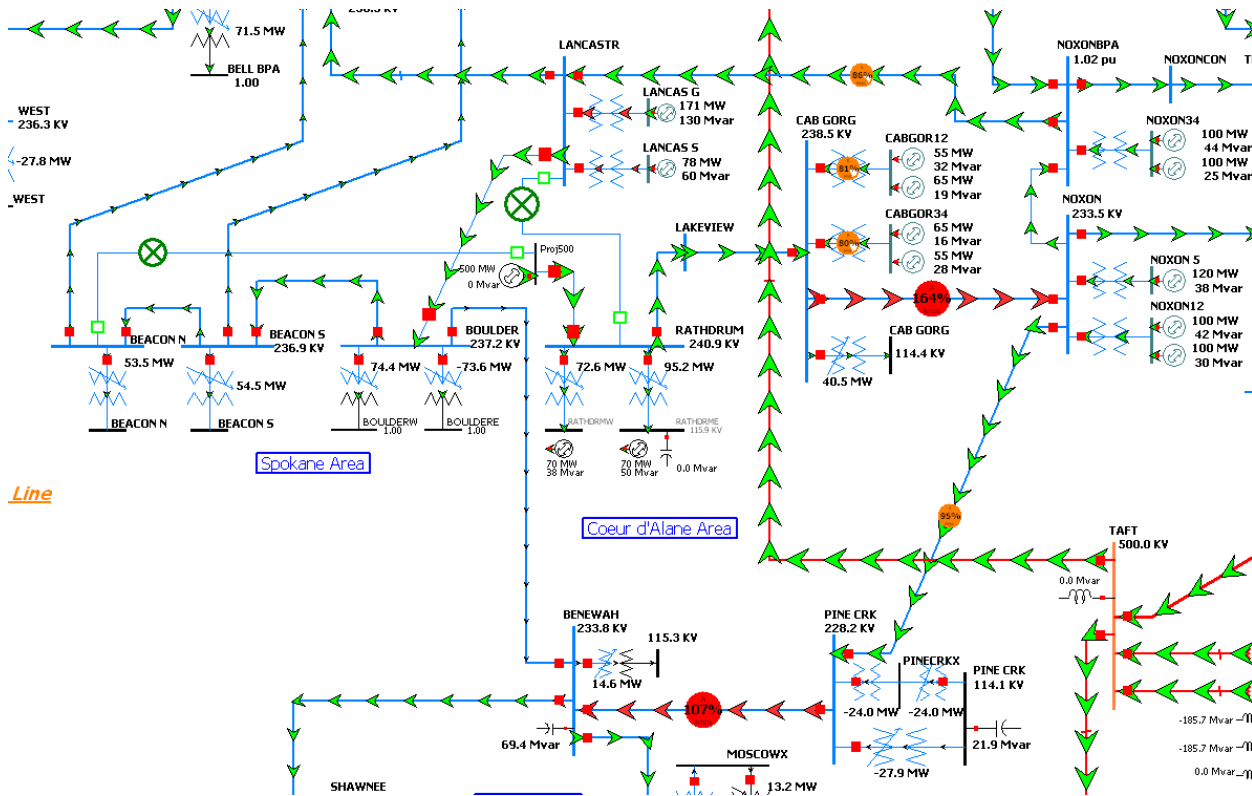 230.3 KV
71.5 MW
BELL BPA
1.00
WEST
236.3 KV
-27.8 MW
WEST
LANCASTR
LANCAS G
171 MW
130 Mvar
LANCAS S
78 MW
60 Mvar
86%
NOXONBPA
1.02 pu
NOXONCON
NOXON34
100 MW
44 Mvar
100 MW
25 Mvar
CAB GORG
238.5 KV
CABGOR12
55 MW
32 Mvar
65 MW
19 Mvar
81%
CABGOR34
65 MW
16 Mvar
55 MW
28 Mvar
80%
NOXON
233.5 KV
NOXON 5
120 MW
38 Mvar
NOXON12
100 MW
42 Mvar
100 MW
30 Mvar
164%
CAB GORG
114.4 KV
40.5 MW
LAKEVIEW
Proj500
500 MW
0 Mvar
BEACON N
53.5 MW
BEACON S
236.9 KV
54.5 MW
BOULDER
237.2 KV
74.4 MW
-73.6 MW
RATHDRUM
240.9 KV
72.6 MW
95.2 MW
BEACON N
BEACON S
BOULDERW
1.00
BOULDERE
1.00
RATHDRMW
70 MW
38 Mvar
RATHDRME
115.9 KV
70 MW
50 Mvar
0.0 Mvar
Spokane Area
Line
Coeur d'Alane Area
95%
TAFT
500.0 KV
0.0 Mvar
BENEWAH
233.8 KV
115.3 KV
14.6 MW
69.4 Mvar
107%
PINE CRK
228.2 KV
PINECRKX
PINE CRK
114.1 KV
-24.0 MW
-24.0 MW
21.9 Mvar
-27.9 MW
-185.7 Mvar
-185.7 Mvar
0.0 Mvar
SHAWNEE
MOSCOWX
13.2 MW